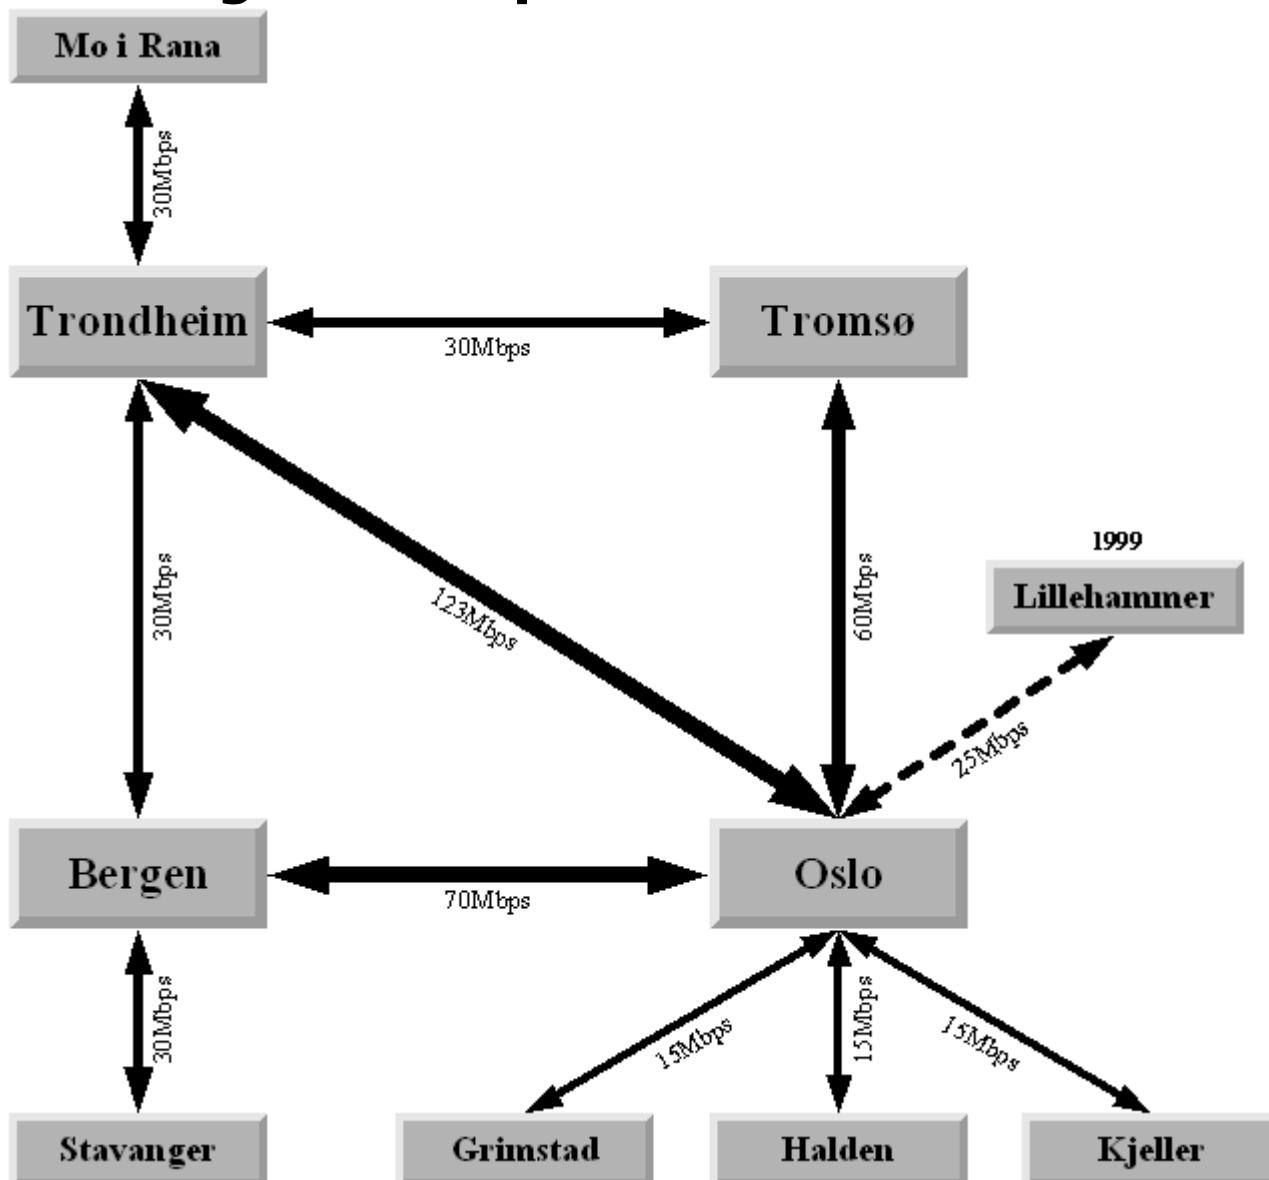 Mo i Rana
30Mbps
Trondheim
Tromsø
30Mbps
1999
Lillehammer
30Mbps
123Mbps
60Mbps
25Mbps
Bergen
Oslo
70Mbps
30Mbps
15Mbps
15Mbps
15Mbps
Stavanger
Grimstad
Halden
Kjeller